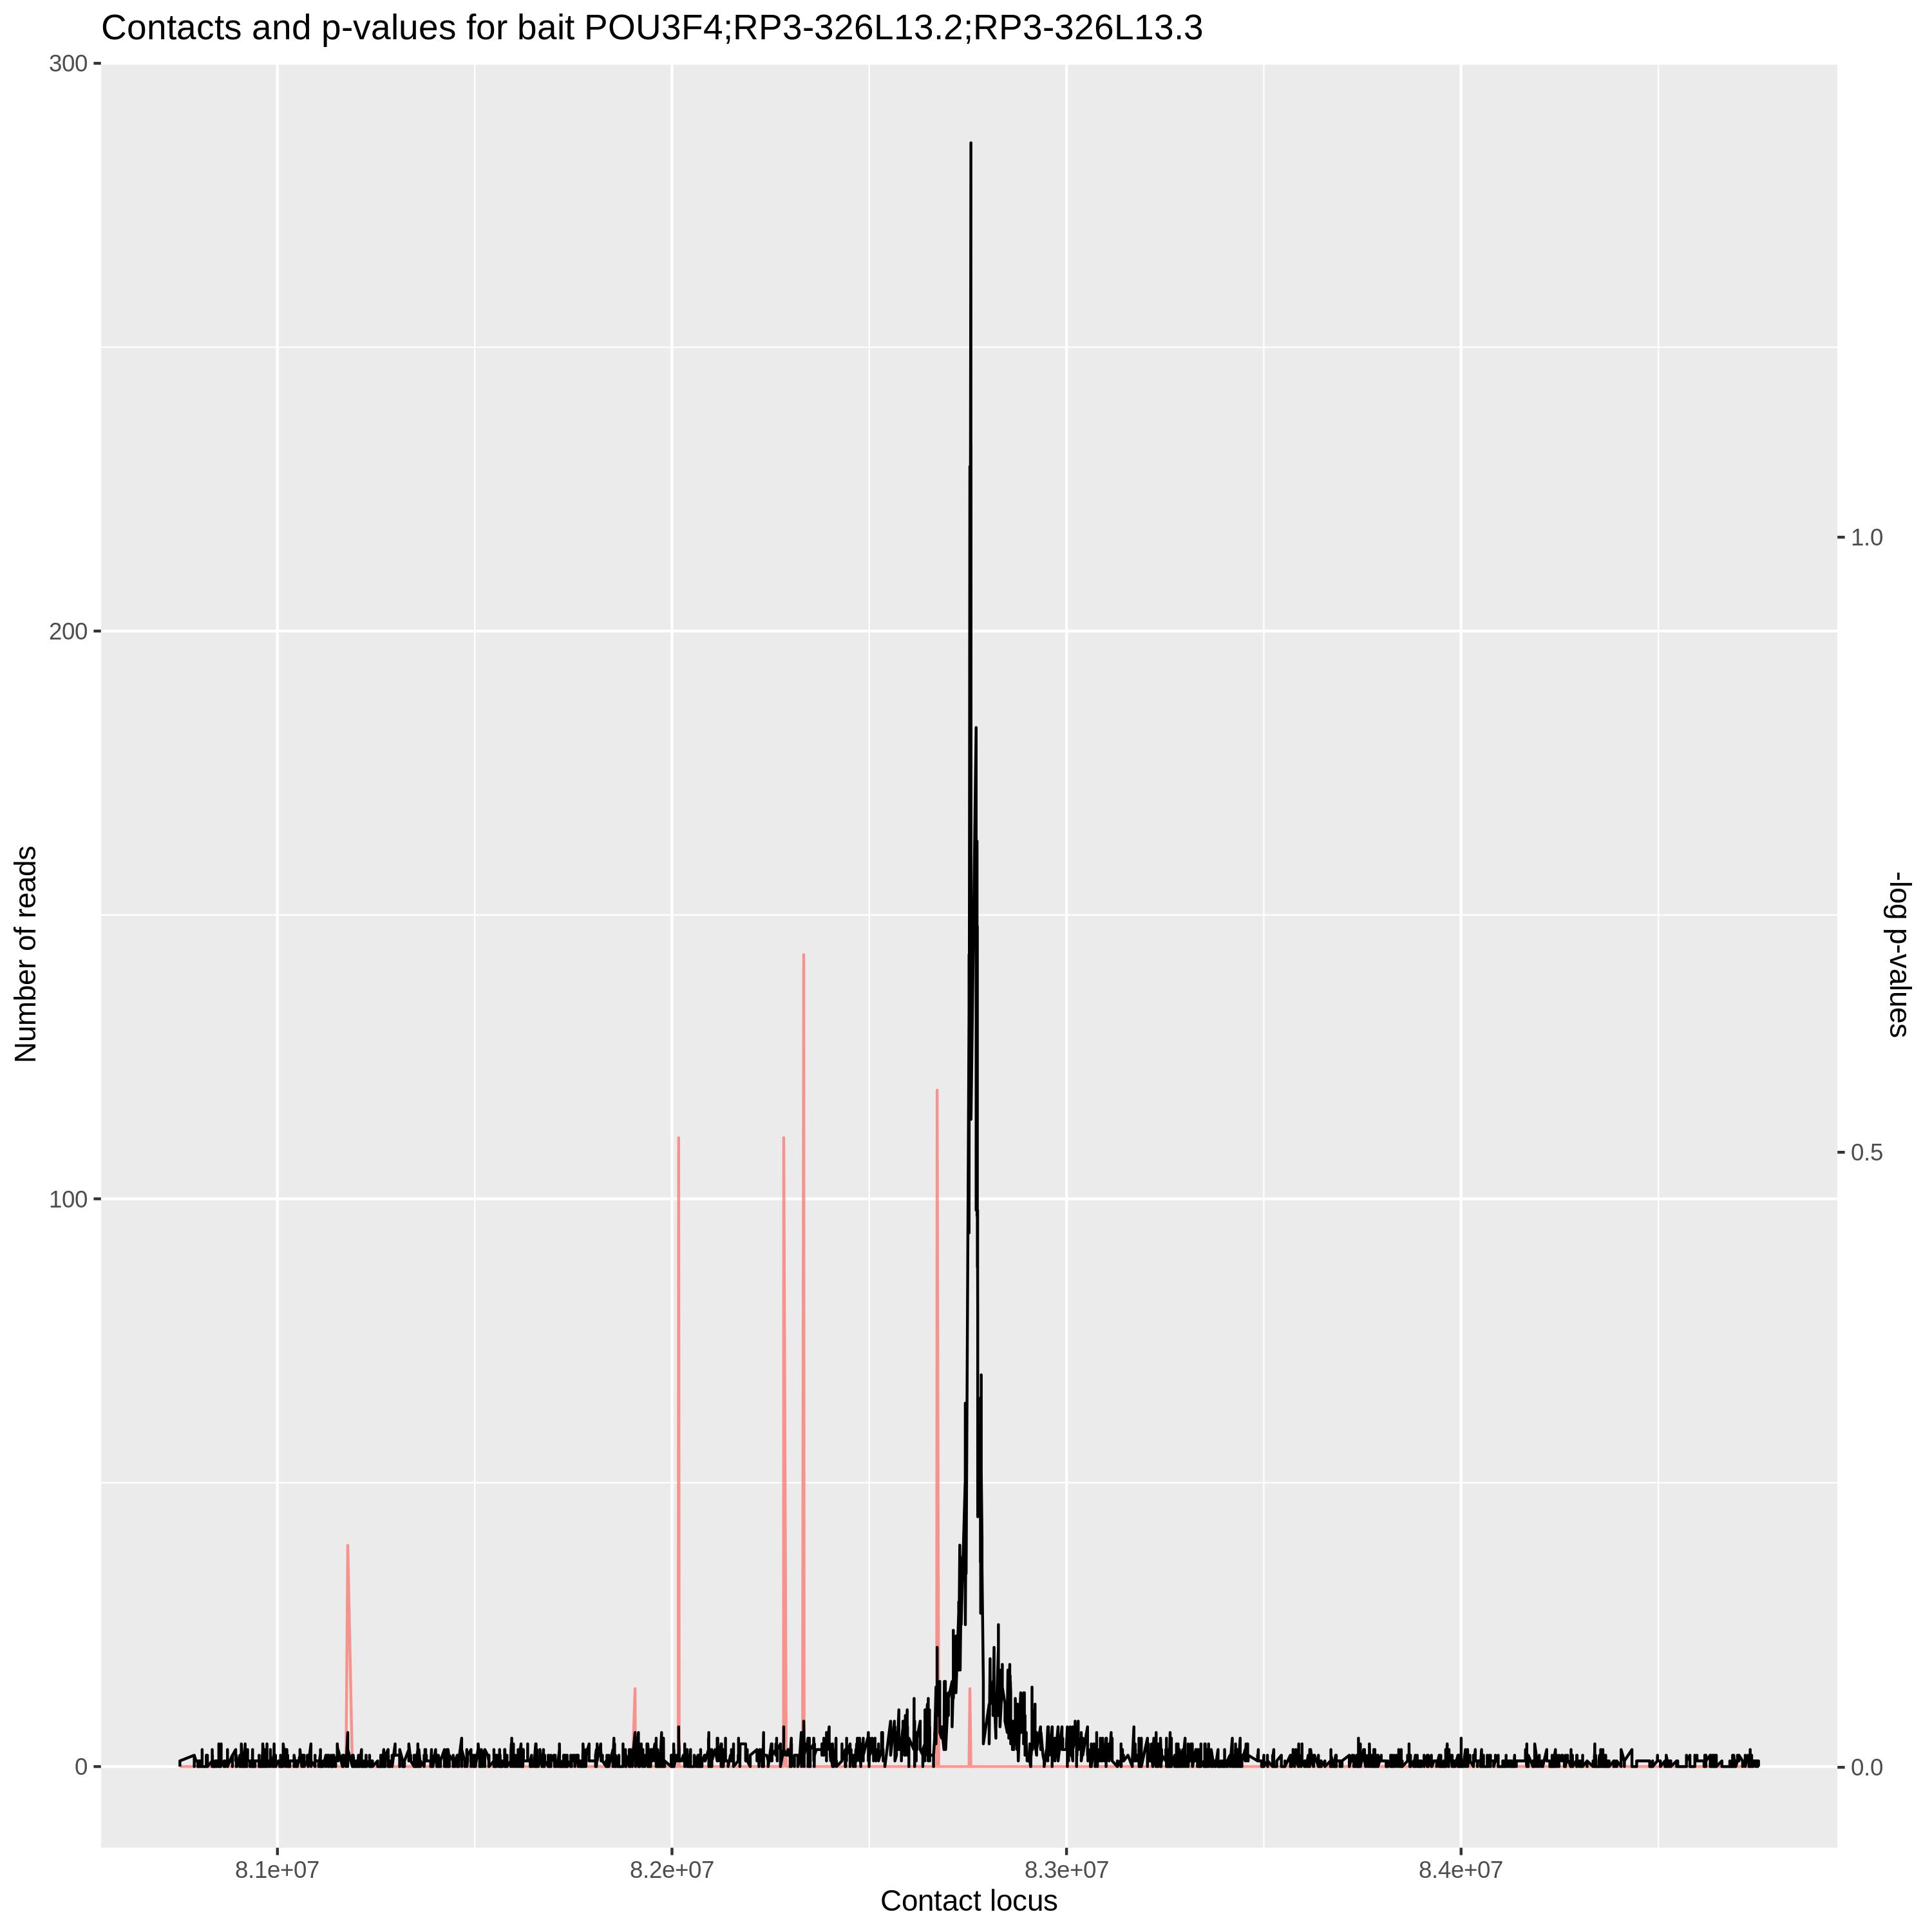 Contacts and p-values for bait POU3F4;RP3-326L13.2;RP3-326L13.3
300
200
100
0
Number of reads
1.0
0.5
0.0
-log p-values
8.1e+07
8.2e+07
8.3e+07
8.4e+07
Contact locus